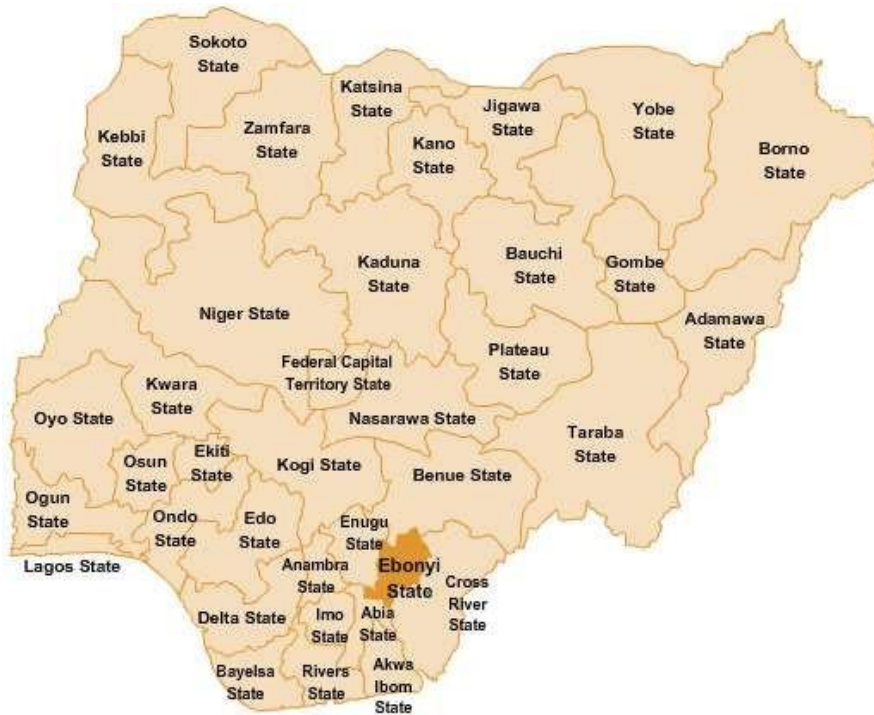 Sokoto
State
Katsina
State
Jigawa
State
Yobe
State
Kebbi
State
Zamfara
State
Kano
State
Borno
State
Kaduna
State
Bauchi
State
Gombe
State
Niger State
Adamawa
State
Plateau
State
Federal Capital
Territory State
Kwara
State
Oyo State
Nasarawa State
Taraba
State
Osun
State
Ekiti
State
Kogi State
Benue State
Ogun
State
Ondo
State
Edo
State
Enugu
State
Lagos State
Anambra
State
Ebonyi
State
Cross
River
State
Delta State
Imo
State
Abia
State
Bayelsa
State
Rivers
State
Akwa
Ibom
State